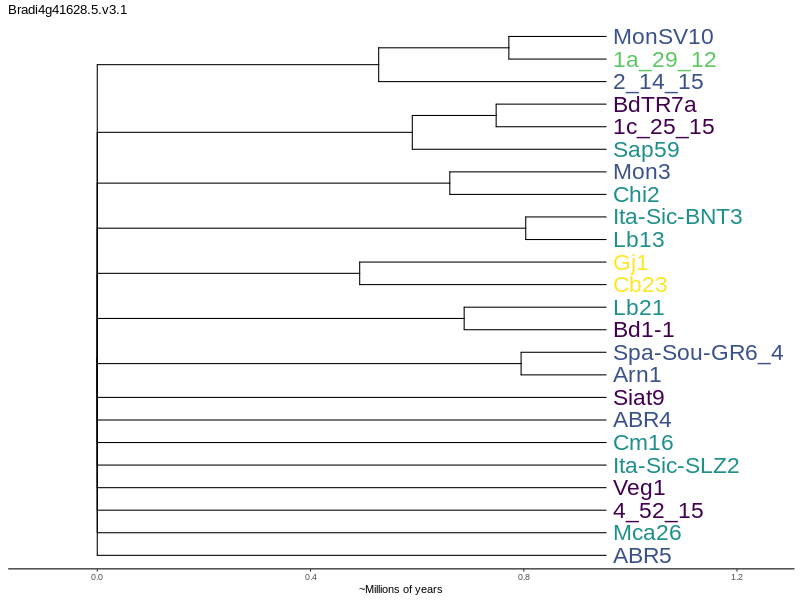 Bradi4g41628.5.v3.1
MonSV10
1a_29_12
2_14_15
BdTR7a
1c_25_15
Sap59
Mon3
Chi2
Ita-Sic-BNT3
Lb13
Gj1
Cb23
Lb21
Bd1-1
Spa-Sou-GR6_4
Arn1
Siat9
ABR4
Cm16
Ita-Sic-SLZ2
Veg1
4_52_15
Mca26
ABR5
0.0 0.4 0.8 1.2
~Millions of years